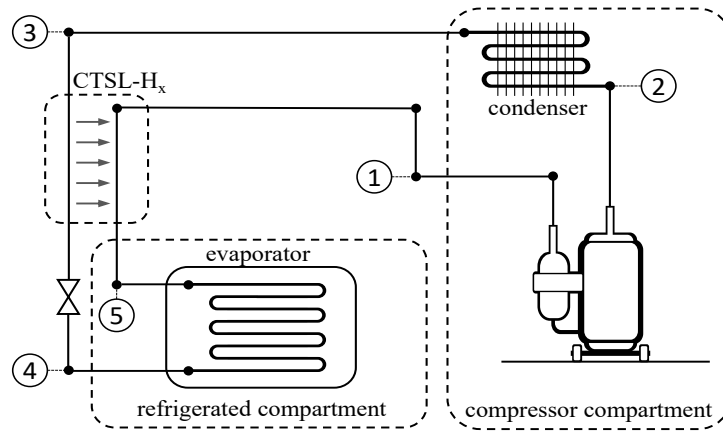 3
CTSL-Hx
condenser
2
1
evaporator
5
4
refrigerated compartment
compressor compartment